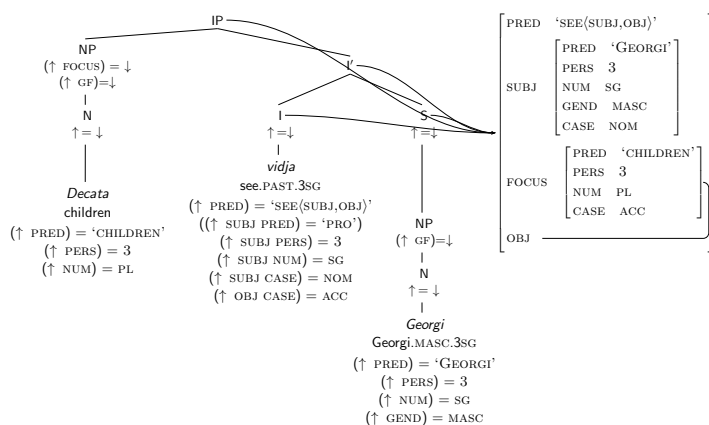 IP
NP
(↑ FOCUS) = ↓
(↑ GF)=↓
N
↑=↓
Decata
children
(↑ PRED) = ‘CHILDREN’
(↑ PERS) = 3
(↑ NUM) = PL
I′
I
↑=↓
vidja
see.PAST.3SG
(↑ PRED) = ‘SEE⟨SUBJ,OBJ⟩’
((↑ SUBJ PRED) = ‘PRO’)
(↑ SUBJ PERS) = 3
(↑ SUBJ NUM) = SG
(↑ SUBJ CASE) = NOM
(↑ OBJ CASE) = ACC
S
↑=↓
NP
(↑ GF)=↓
N
↑=↓
Georgi
Georgi.MASC.3SG
(↑ PRED) = ‘GEORGI’
(↑ PERS) = 3
(↑ NUM) = SG
(↑ GEND) = MASC
PRED ‘SEE⟨SUBJ,OBJ⟩’
SUBJ
PRED ‘GEORGI’
PERS 3
NUM SG
GEND MASC
CASE NOM
FOCUS
PRED ‘CHILDREN’
PERS 3
NUM PL
CASE ACC
OBJ